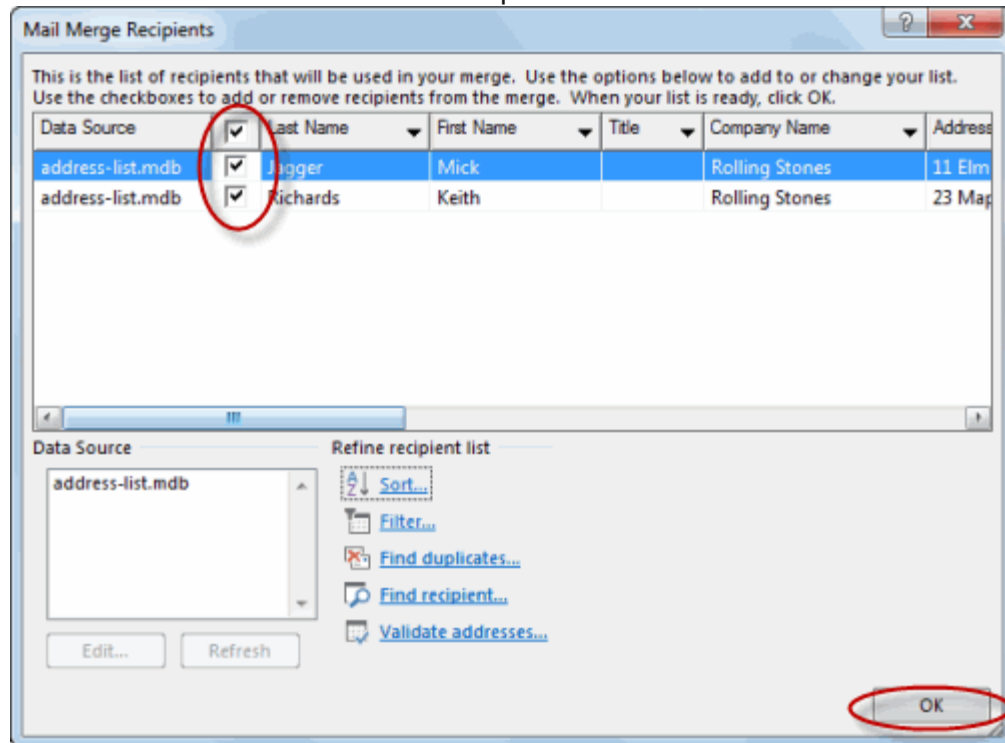 Mail Merge Recipients
This is the list of recipients that will be used in your merge. Use the options below to add to or change your list.
Use the checkboxes to add or remove recipients from the merge. When your list is ready, click OK.
Data Source Last Name First Name Title Company Name Address
address-list.mdb Jagger Mick Rolling Stones 11 Elm
address-list.mdb Richards Keith Rolling Stones 23 Map
Data Source Refine recipient list
address-list.mdb
Sort...
Filter...
Find duplicates...
Find recipient...
Validate addresses...
Edit... Refresh
OK